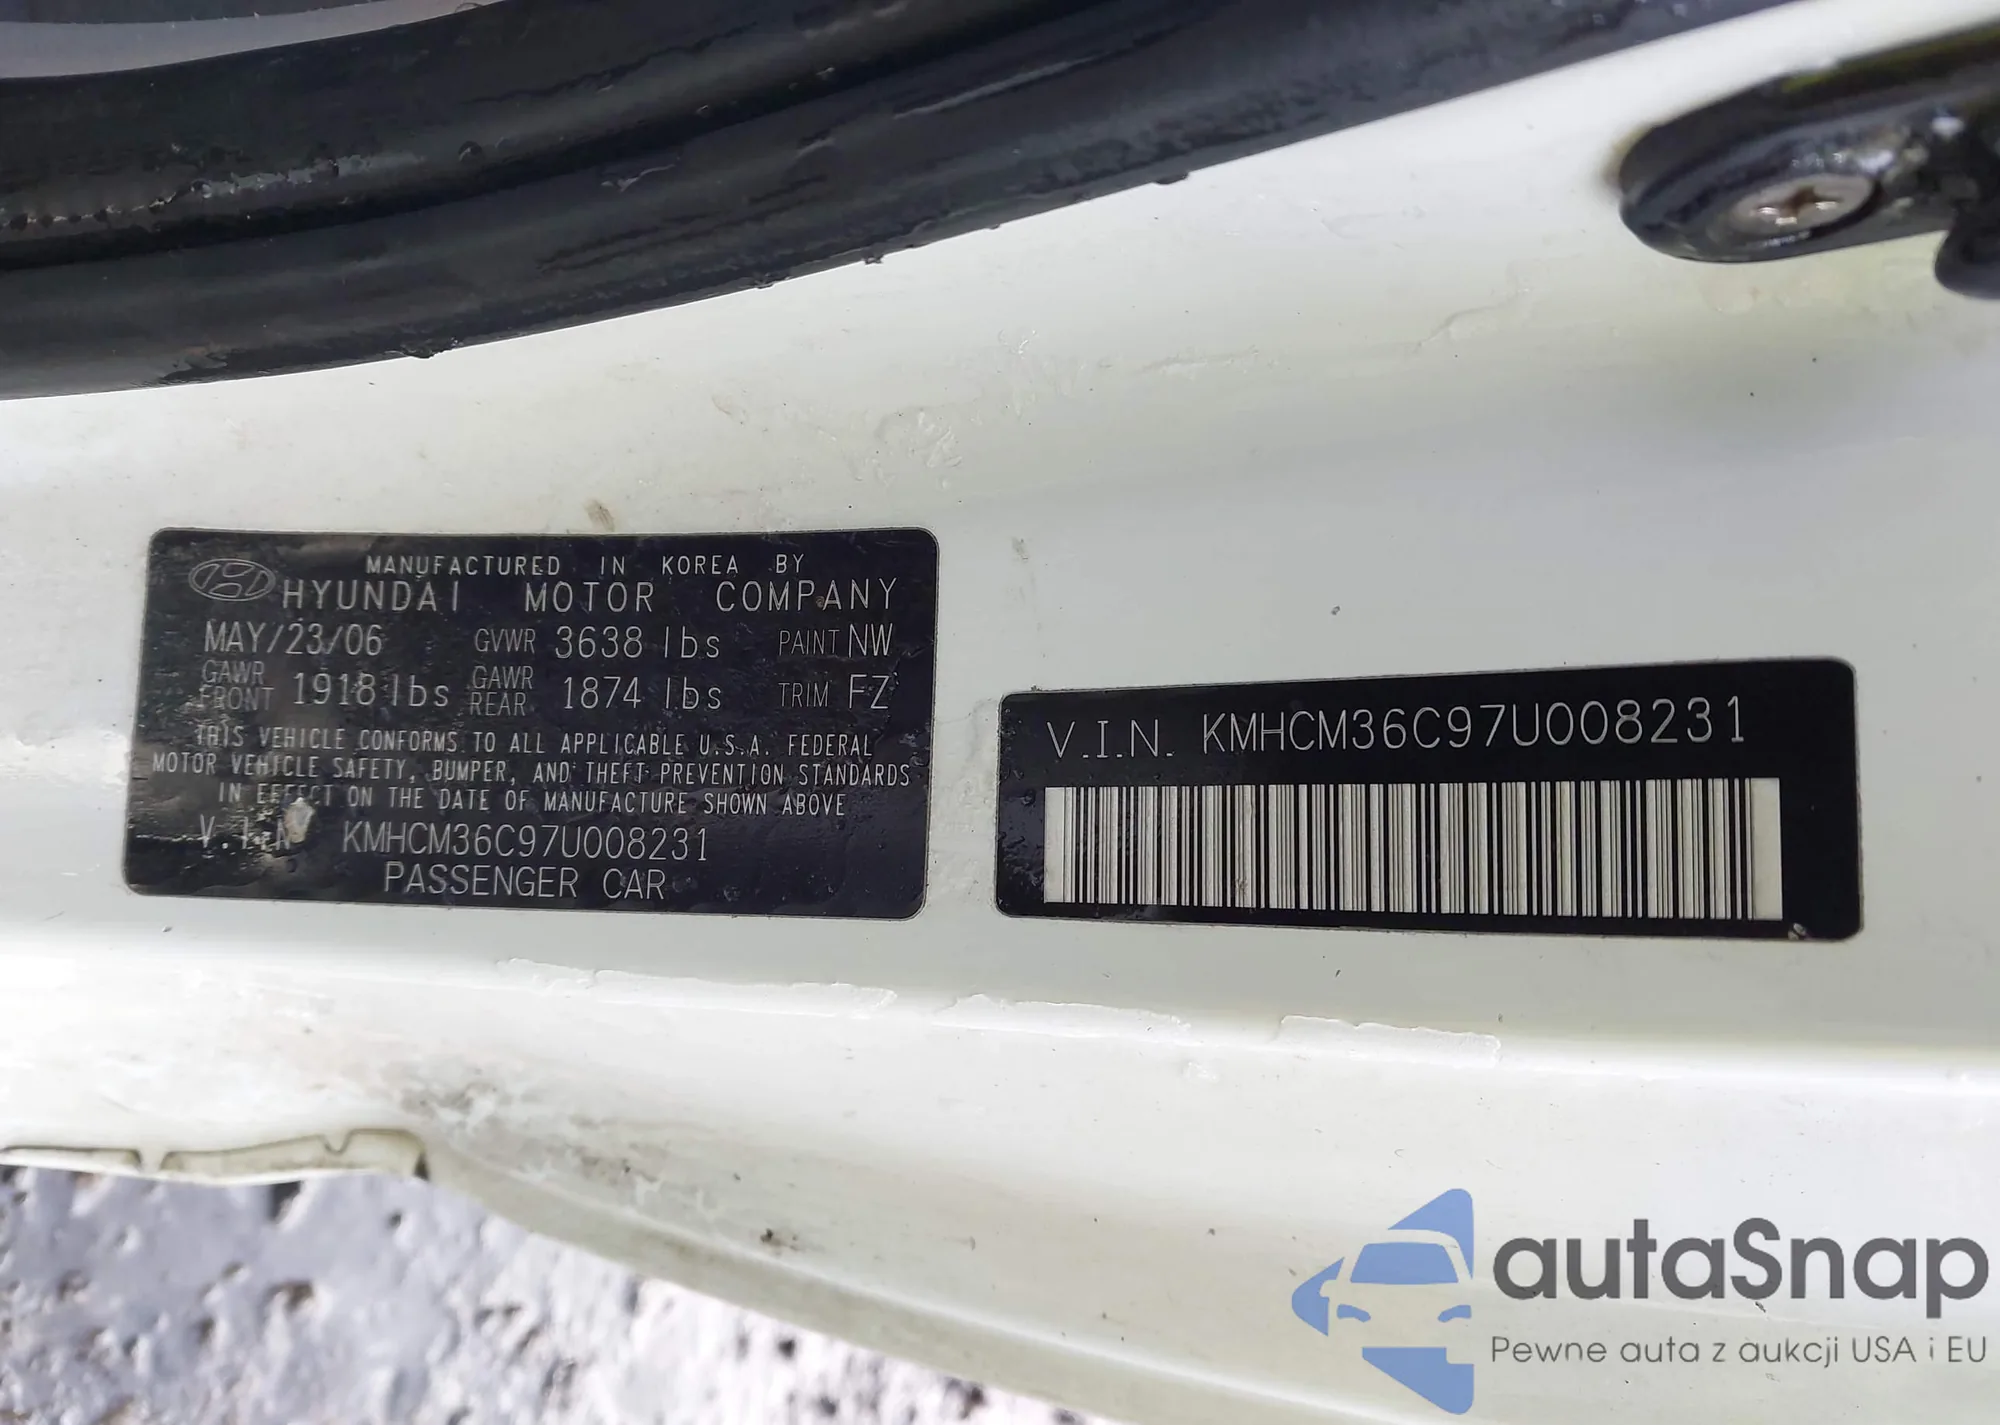 MANUFACTURED IN KOREA BY
HYUNDAI MOTOR COMPANY
MAY/23/06 GVWR 3638 lbs PAINT NW
GAWR FRONT 1918 lbs GAWR REAR 1874 lbs TRIM FZ
THIS VEHICLE CONFORMS TO ALL APPLICABLE U.S.A. FEDERAL
MOTOR VEHICLE SAFETY, BUMPER, AND THEFT PREVENTION STANDARDS
IN EFFECT ON THE DATE OF MANUFACTURE SHOWN ABOVE
V.I.N KMHCM36C97U008231
PASSENGER CAR
V.I.N. KMHCM36C97U008231
autaSnap
Pewne auta z aukcji USA i EU